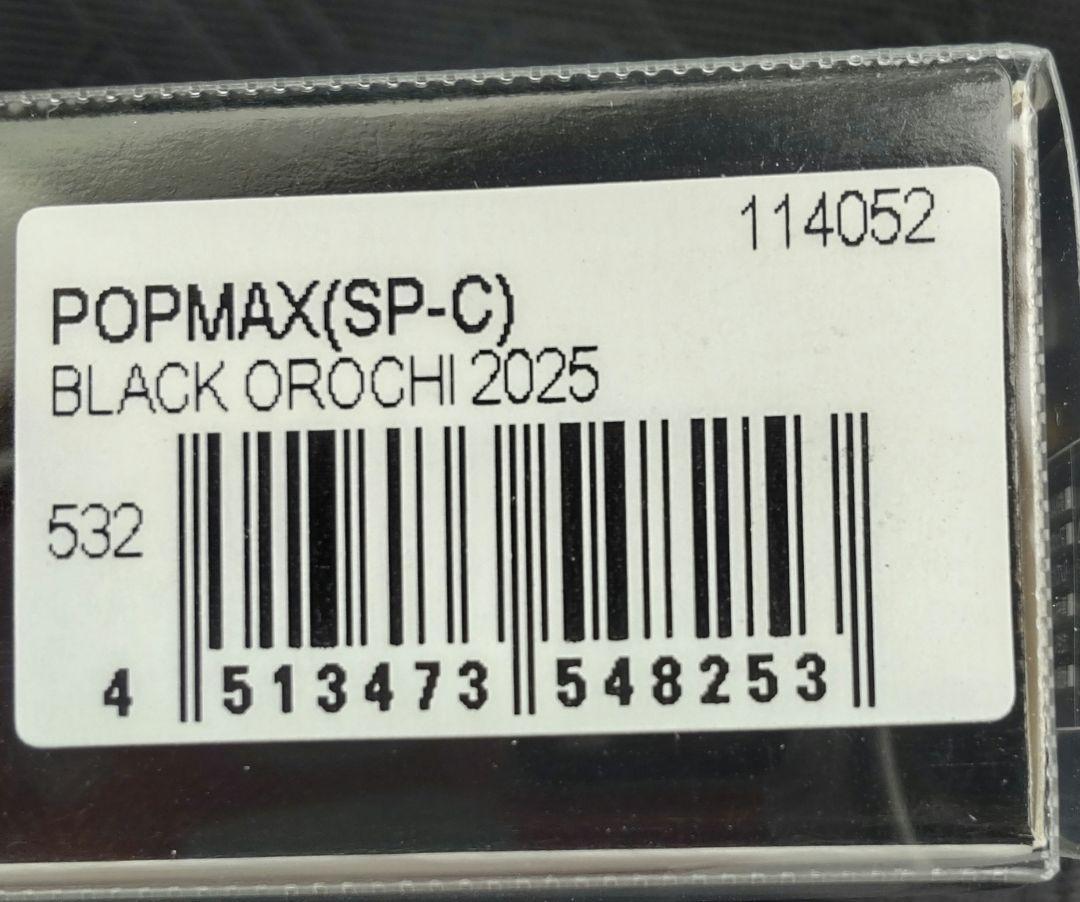 114052
POPMAX(SP-C)
BLACK OROCHI 2025
532
4 513473 548253